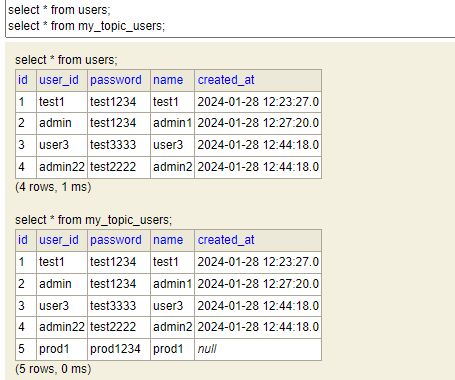 select * from users;
select * from my_topic_users;
select * from users;
id user_id password name created_at
1 test1 test1234 test1 2024-01-28 12:23:27.0
2 admin test1234 admin1 2024-01-28 12:27:20.0
3 user3 test3333 user3 2024-01-28 12:44:18.0
4 admin22 test2222 admin2 2024-01-28 12:44:18.0
(4 rows, 1 ms)
select * from my_topic_users;
id user_id password name created_at
1 test1 test1234 test1 2024-01-28 12:23:27.0
2 admin test1234 admin1 2024-01-28 12:27:20.0
3 user3 test3333 user3 2024-01-28 12:44:18.0
4 admin22 test2222 admin2 2024-01-28 12:44:18.0
5 prod1 prod1234 prod1 null
(5 rows, 0 ms)